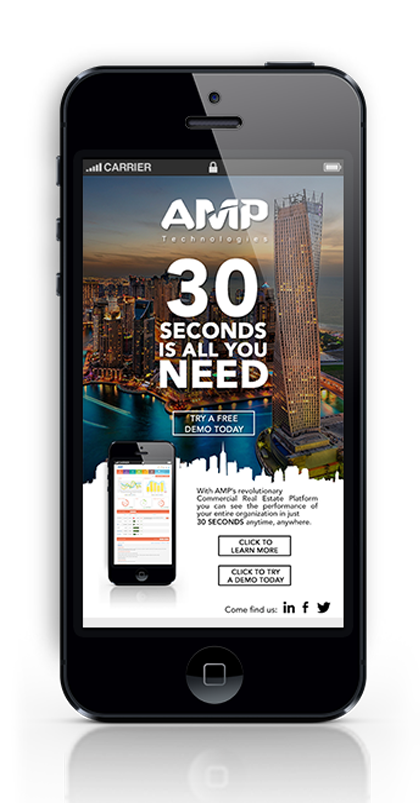 CARRIER
AMP
Technologies
30
SECONDS
IS ALL YOU
NEED
TRY A FREE
DEMO TODAY
With AMP's revolutionary
Commercial Real Estate Platform
you can see the performance of
your entire organization in just
30 SECONDS anytime, anywhere.
CLICK TO
LEARN MORE
CLICK TO TRY
A DEMO TODAY
Come find us: in f